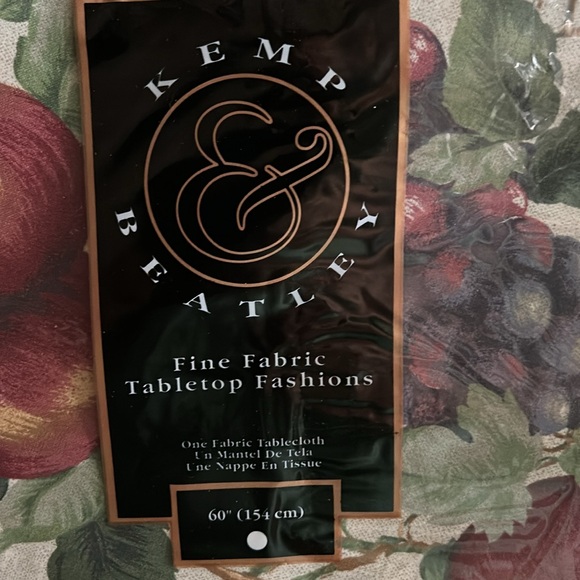 KEMP
&
BEATLEY
Fine Fabric
Tabletop Fashions
One Fabric Tablecloth
Un Mantel De Tela
Une Nappe En Tissue
60" (154 cm)